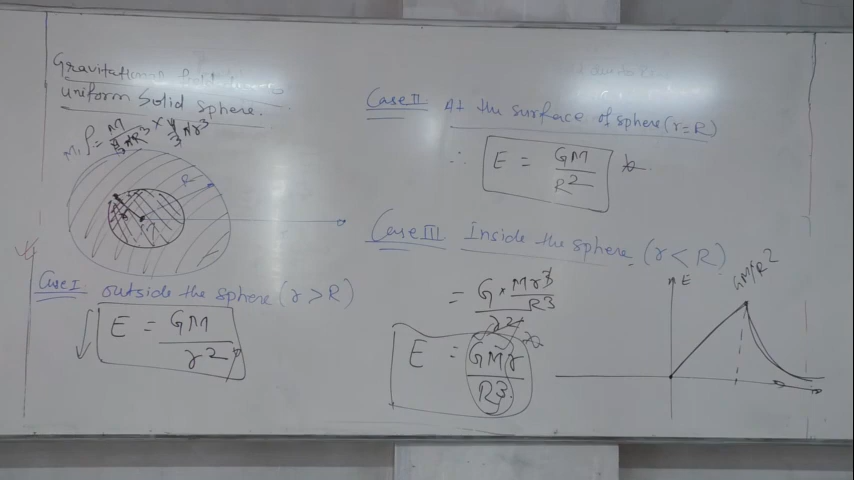 Gravitational field due to
uniform Solid sphere.
M₁ ρ = M / 4/3 πR³ × 4/3 πr³
R
r
Case I outside the sphere (r > R)
E = GM / r²
Case II At the surface of sphere (r = R)
∴ E = GM / R²
Case III Inside the sphere (r < R)
= G × Mr³ / R³ / r²
E = GMr / R³
E
GM/R²